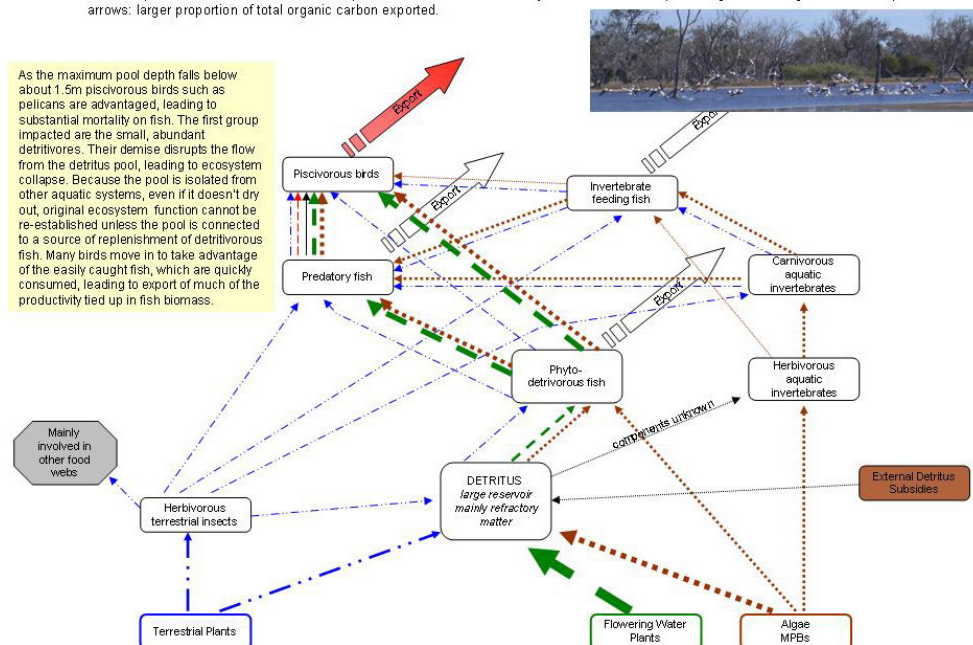 arrows: larger proportion of total organic carbon exported.
As the maximum pool depth falls below
about 1.5m piscivorous birds such as
pelicans are advantaged, leading to
substantial mortality on fish. The first group
impacted are the small, abundant
detritivores. Their demise disrupts the flow
from the detritus pool, leading to ecosystem
collapse. Because the pool is isolated from
other aquatic systems, even if it doesn't dry
out, original ecosystem function cannot be
re-established unless the pool is connected
to a source of replenishment of detritivorous
fish. Many birds move in to take advantage
of the easily caught fish, which are quickly
consumed, leading to export of much of the
productivity tied up in fish biomass.
Export
Export
Piscivorous birds
Export
Invertebrate
feeding fish
Predatory fish
Carnivorous
aquatic
invertebrates
Export
Phyto-
detrivorous fish
Herbivorous
aquatic
invertebrates
components unknown
Mainly
involved in
other food
webs
DETRITUS
large reservoir
mainly refractory
matter
External Detritus
Subsidies
Herbivorous
terrestrial insects
Terrestrial Plants
Flowering Water
Plants
Algae
MPBs